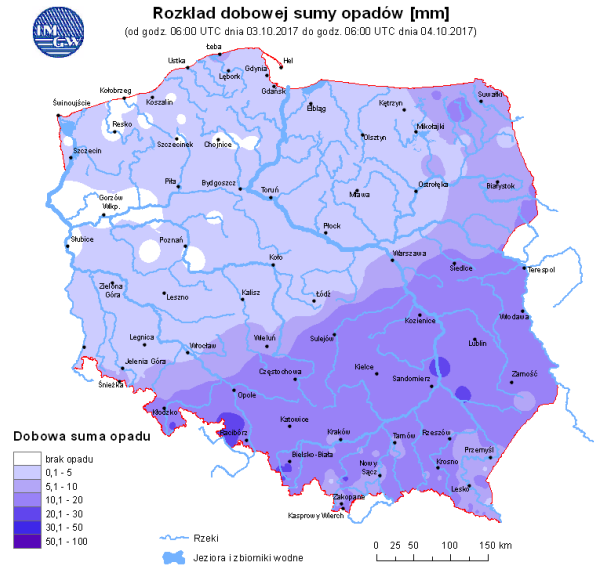 Rozkład dobowej sumy opadów [mm]
(od godz. 06:00 UTC dnia 03.10.2017 do godz. 06:00 UTC dnia 04.10.2017)
IM
GW
Łeba
Ustka
Hel
Lębork
Gdynia
Kołobrzeg
Gdańsk
Suwałki
Koszalin
Świnoujście
Elbląg
Kętrzyn
Resko
Mikołajki
Szczecinek
Chojnice
Olsztyn
Szczecin
Piła
Bydgoszcz
Ostrołęka
Białystok
Toruń
Mława
Gorzów
Wlkp.
Płock
Słubice
Poznań
Warszawa
Koło
Siedlce
Terespol
Zielona
Góra
Leszno
Kalisz
Łódź
Kozienice
Włodawa
Legnica
Wrocław
Wieluń
Sulejów
Lublin
Jelenia Góra
Śnieżka
Częstochowa
Kielce
Zamość
Sandomierz
Opole
Kłodzko
Katowice
Racibórz
Kraków
Tarnów
Rzeszów
Przemyśl
Bielsko-Biała
Nowy
Sącz
Krosno
Lesko
Zakopane
Kasprowy Wierch
Dobowa suma opadu
brak opadu
0,1 - 5
5,1 - 10
10,1 - 20
20,1 - 30
30,1 - 50
50,1 - 100
Rzeki
Jeziora i zbiorniki wodne
0 25 50 100 150 km